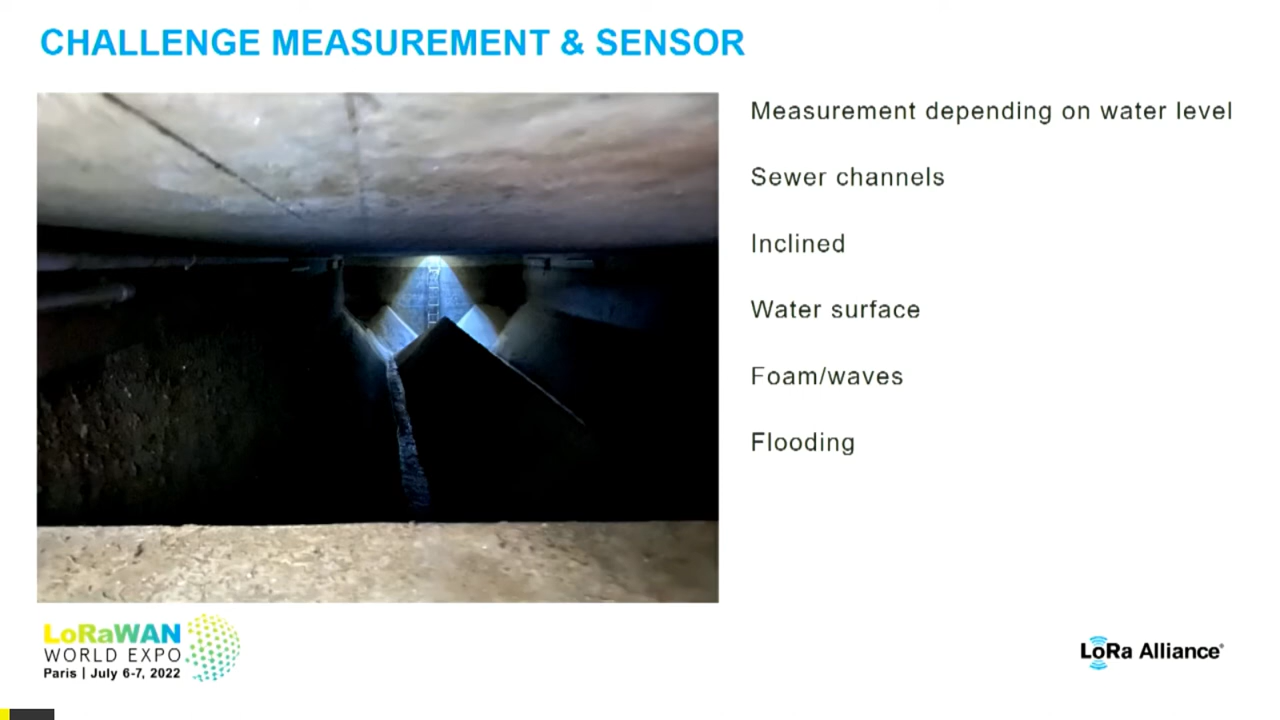 CHALLENGE MEASUREMENT & SENSOR
Measurement depending on water level
Sewer channels
Inclined
Water surface
Foam/waves
Flooding
LoRaWAN
WORLD EXPO
Paris | July 6-7, 2022
LoRa Alliance®